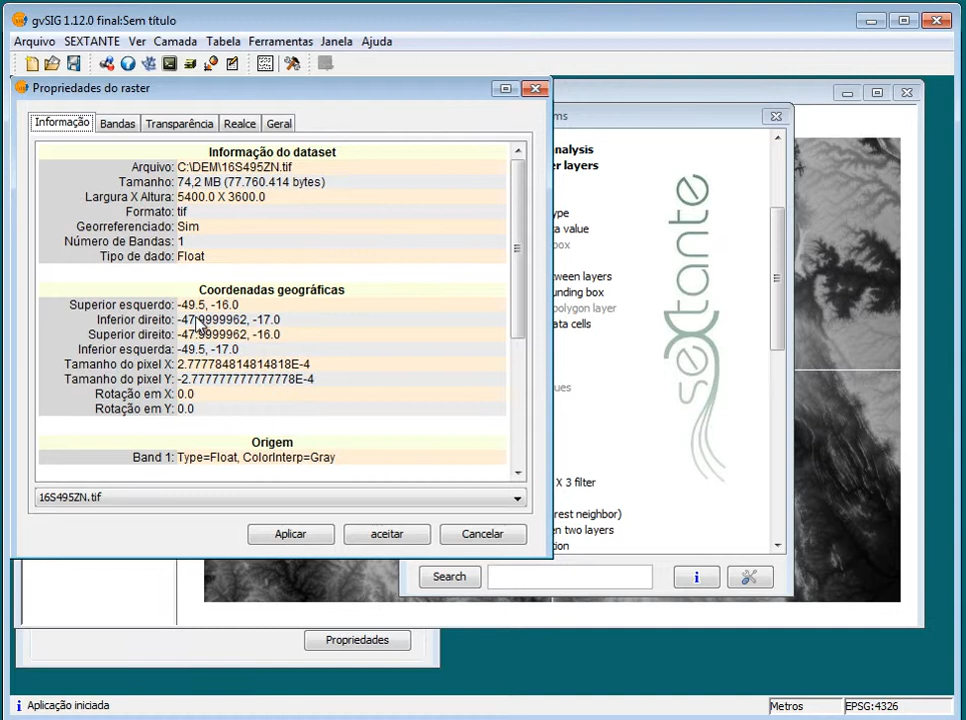 gvSIG 1.12.0 final:Sem título
Arquivo SEXTANTE Ver Camada Tabela Ferramentas Janela Ajuda
Propriedades do raster
Informação Bandas Transparência Realce Geral
Informação do dataset
Arquivo: C:\DEM\16S495ZN.tif
Tamanho: 74,2 MB (77.760.414 bytes)
Largura X Altura: 5400.0 X 3600.0
Formato: tif
Georreferenciado: Sim
Número de Bandas: 1
Tipo de dado: Float
Coordenadas geográficas
Superior esquerdo: -49.5, -16.0
Inferior direito: -47.9999962, -17.0
Superior direito: -47.9999962, -16.0
Inferior esquerda: -49.5, -17.0
Tamanho do pixel X: 2.777784814814818E-4
Tamanho do pixel Y: -2.777777777777778E-4
Rotação em X: 0.0
Rotação em Y: 0.0
Origem
Band 1: Type=Float, ColorInterp=Gray
16S495ZN.tif
Aplicar aceitar Cancelar
ms
nalysis
r layers
ype
ta value
box
tween layers
unding box
polygon layer
ata cells
ues
X 3 filter
rest neighbor)
en two layers
tion
sextante
Search
i
Propriedades
Aplicação iniciada
Metros EPSG:4326